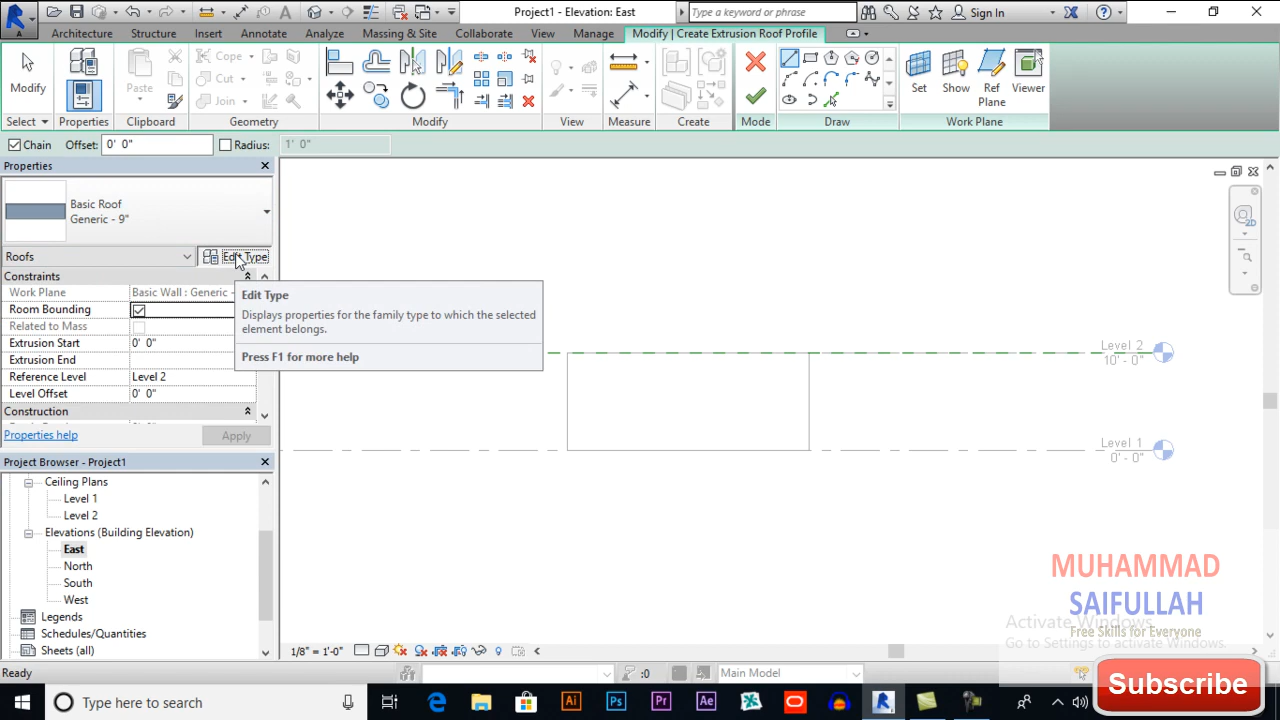 Project1 - Elevation: East
Type a keyword or phrase
Sign In
Architecture Structure Insert Annotate Analyze Massing & Site Collaborate View Manage Modify | Create Extrusion Roof Profile
Modify
Paste
Cope
Cut
Join
Set Show Ref Plane Viewer
Select Properties Clipboard Geometry Modify View Measure Create Mode Draw Work Plane
Chain Offset: 0' 0" Radius: 1' 0"
Properties
Basic Roof
Generic - 9"
Roofs
Edit Type
Constraints
Work Plane Basic Wall : Generic -
Room Bounding
Related to Mass
Extrusion Start 0' 0"
Extrusion End
Reference Level Level 2
Level Offset 0' 0"
Construction
Properties help
Apply
Edit Type
Displays properties for the family type to which the selected
element belongs.
Press F1 for more help
Level 2
10' - 0"
Level 1
0' - 0"
Project Browser - Project1
Ceiling Plans
Level 1
Level 2
Elevations (Building Elevation)
East
North
South
West
Legends
Schedules/Quantities
Sheets (all)
1/8" = 1'-0"
MUHAMMAD
SAIFULLAH
Free Skills for Everyone
Activate Windows
Go to Settings to activate Windows.
Ready
:0
Main Model
Subscribe
Type here to search
Ai Ps Pr Ae